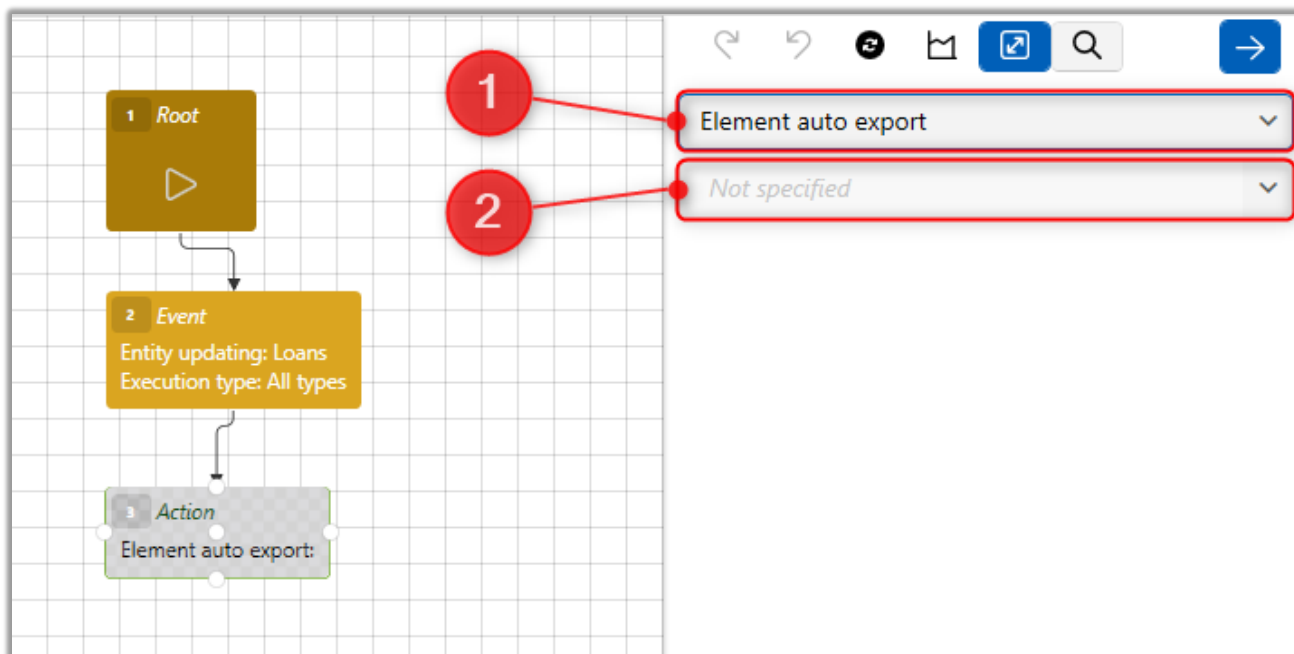 1 Root
2 Event
Entity updating: Loans
Execution type: All types
3 Action
Element auto export:
1
2
Element auto export
Not specified